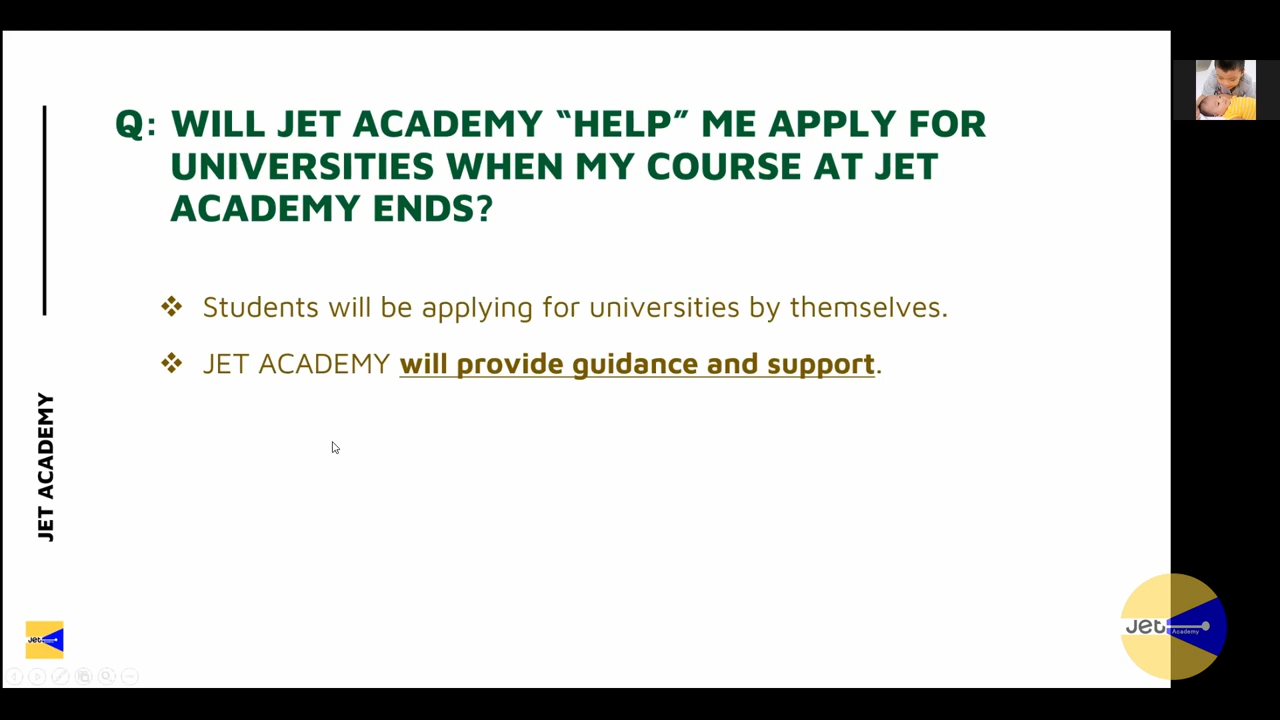 Q: WILL JET ACADEMY “HELP” ME APPLY FOR
UNIVERSITIES WHEN MY COURSE AT JET
ACADEMY ENDS?
❖ Students will be applying for universities by themselves.
❖ JET ACADEMY will provide guidance and support.
JET ACADEMY
Jet
Jet
Academy